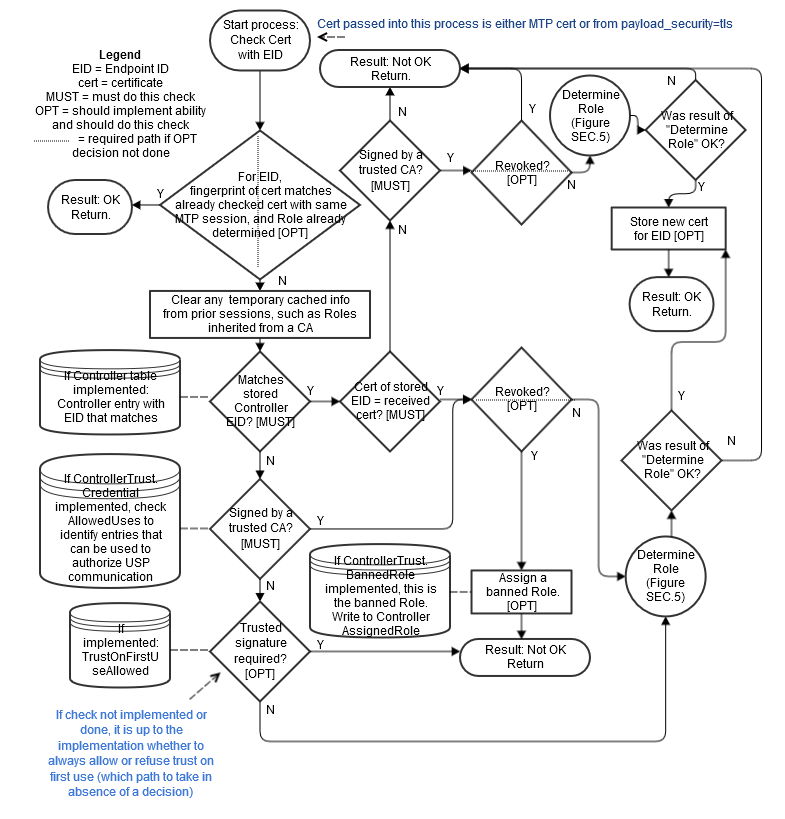 Start process:
Check Cert
with EID
Cert passed into this process is either MTP cert or from payload_security=tls
Legend
EID = Endpoint ID
cert = certificate
MUST = must do this check
OPT = should implement ability
and should do this check
= required path if OPT
decision not done
Result: Not OK
Return.
N
Y
N
Signed by a
trusted CA?
[MUST]
Y
Revoked?
[OPT]
N
Determine
Role
(Figure
SEC.5)
Was result of
"Determine
Role" OK?
Y
For EID,
fingerprint of cert matches
already checked cert with same
MTP session, and Role already
determined [OPT]
Y
Result: OK
Return.
N
Store new cert
for EID [OPT]
Result: OK
Return.
N
Clear any temporary cached info
from prior sessions, such as Roles
inherited from a CA
If Controller table
implemented:
Controller entry with
EID that matches
Matches
stored
Controller
EID? [MUST]
Y
Cert of stored
EID = received
cert? [MUST]
Y
Revoked?
[OPT]
N
Y
Y
Was result of
"Determine
Role" OK?
N
N
If ControllerTrust.
Credential
implemented, check
AllowedUses to
identify entries that
can be used to
authorize USP
communication
Signed by a
trusted CA?
[MUST]
Y
N
If ControllerTrust.
BannedRole
implemented, this is
the banned Role.
Write to Controller
AssignedRole
Assign a
banned Role.
[OPT]
Determine
Role
(Figure
SEC.5)
If
implemented:
TrustOnFirstU
seAllowed
Trusted
signature
required?
[OPT]
Y
Result: Not OK
Return
N
If check not implemented or
done, it is up to the
implementation whether to
always allow or refuse trust on
first use (which path to take in
absence of a decision)